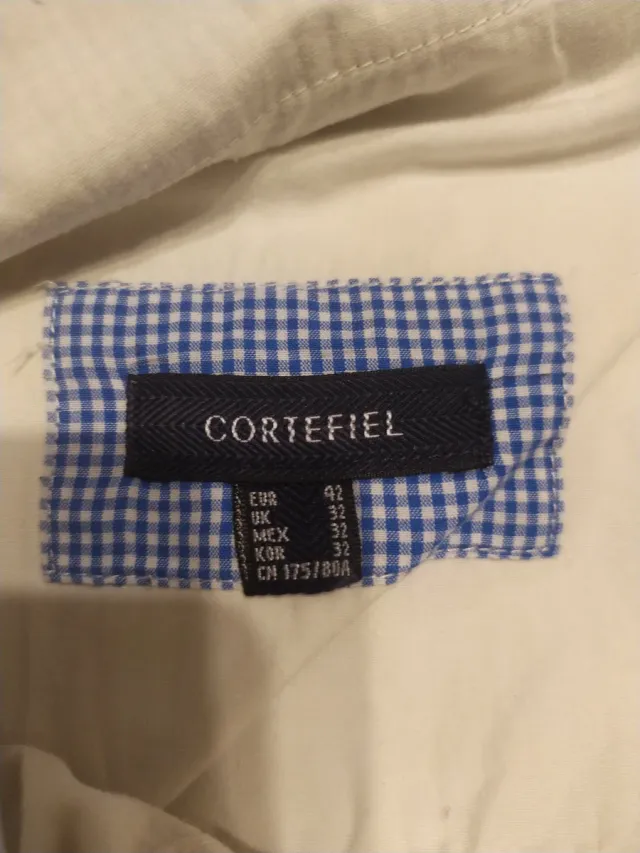 CORTEFIEL
EUR 42
UK 32
MEX 32
KOR 32
CN 175/80A